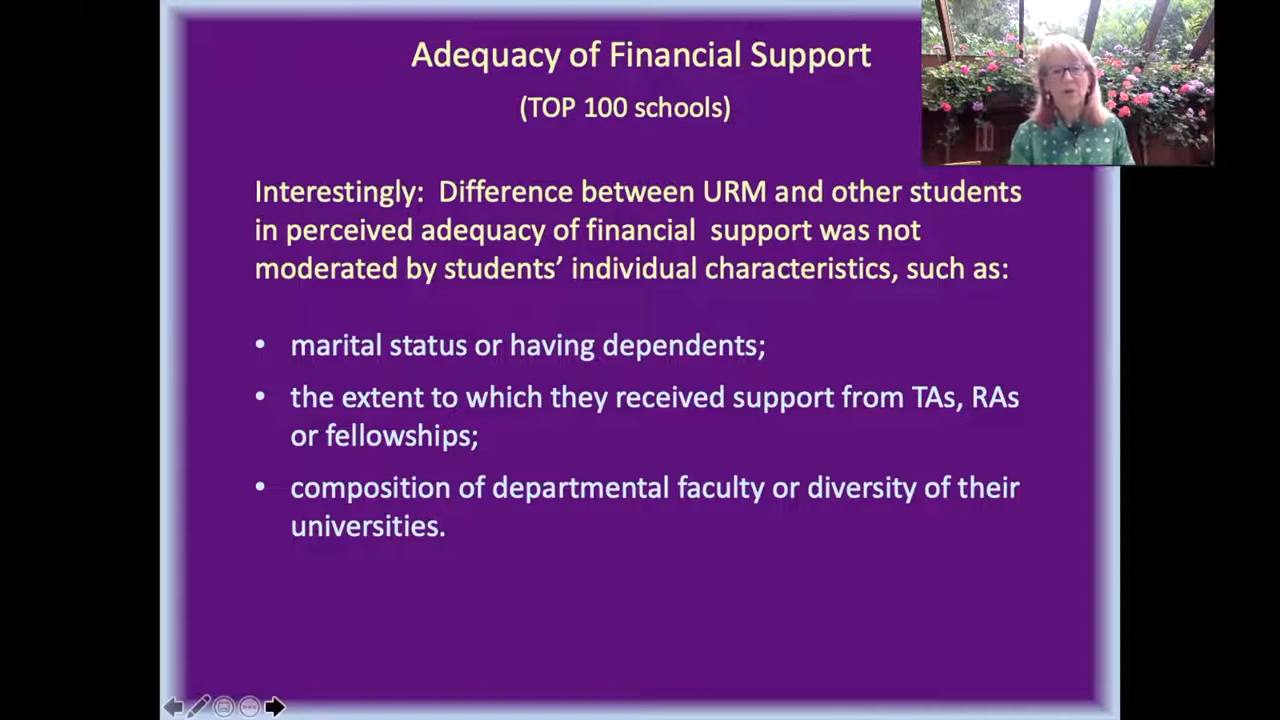 Adequacy of Financial Support
(TOP 100 schools)
Interestingly:  Difference between URM and other students
in perceived adequacy of financial  support was not
moderated by students’ individual characteristics, such as:
• marital status or having dependents;
• the extent to which they received support from TAs, RAs
or fellowships;
• composition of departmental faculty or diversity of their
universities.